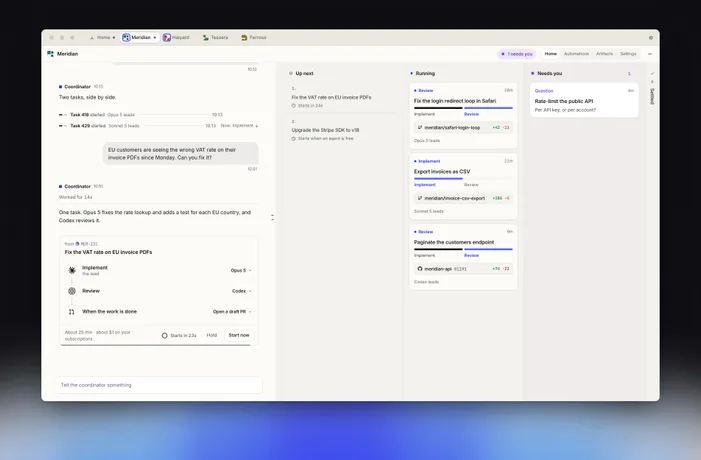 Home
Meridian
Halyard
Tessera
Ferrous
Meridian
1 needs you
Home
Automations
Artifacts
Settings
10:13
Coordinator 10:13
Two tasks, side by side.
Task 418 started Opus 5 leads 10:13
Task 429 started Sonnet 5 leads 10:13 Now: Implement
EU customers are seeing the wrong VAT rate on their
invoice PDFs since Monday. Can you fix it?
10:51
Coordinator 10:51
Worked for 14s
One task. Opus 5 fixes the rate lookup and adds a test for each EU country, and
Codex reviews it.
from MER-231
Fix the VAT rate on EU invoice PDFs
Implement
the lead
Opus 5
Review
Codex
When the work is done
Open a draft PR
About 25 min · about $1 on your
subscriptions
Starts in 23s
Hold
Start now
Tell the coordinator something
Up next
1.
Fix the VAT rate on EU invoice PDFs
Starts in 23s
2.
Upgrade the Stripe SDK to v18
Starts when an agent is free
Running
Review
Fix the login redirect loop in Safari
Implement
Review
meridian/safari-login-loop
Opus 5 leads
Implement
Export invoices as CSV
Implement
Review
meridian/invoice-csv-export
Sonnet 5 leads
Review
6m
Paginate the customers endpoint
Implement
Review
meridian-api
Codex leads
Needs you
1
Question
Rate-limit the public API
Per API key, or per account?
Settled